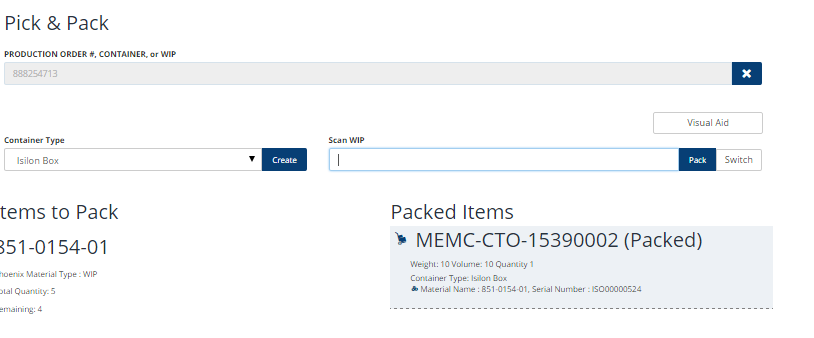 Pick & Pack
PRODUCTION ORDER #, CONTAINER, or WIP
888254713
Visual Aid
Container Type
Scan WIP
Isilon Box
Create
Pack
Switch
tems to Pack
Packed Items
851-0154-01
MEMC-CTO-15390002 (Packed)
hoenix Material Type : WIP
Weight: 10 Volume: 10 Quantity 1
otal Quantity: 5
Container Type: Isilon Box
Material Name : 851-0154-01, Serial Number : ISO00000524
emaining: 4